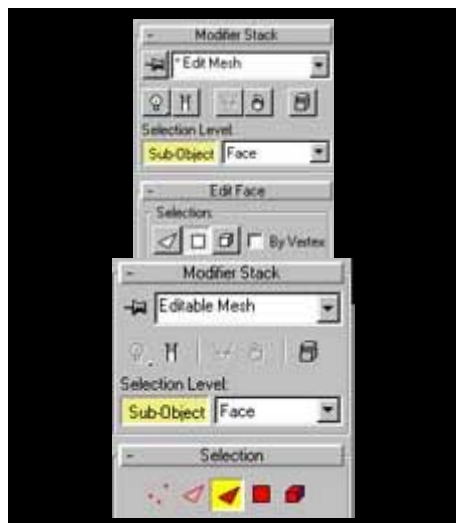 - Modifier Stack
* Edit Mesh
Selection Level:
Sub-Object Face
- Edit Face
Selection:
By Vertex
- Modifier Stack
Editable Mesh
Selection Level:
Sub-Object Face
- Selection